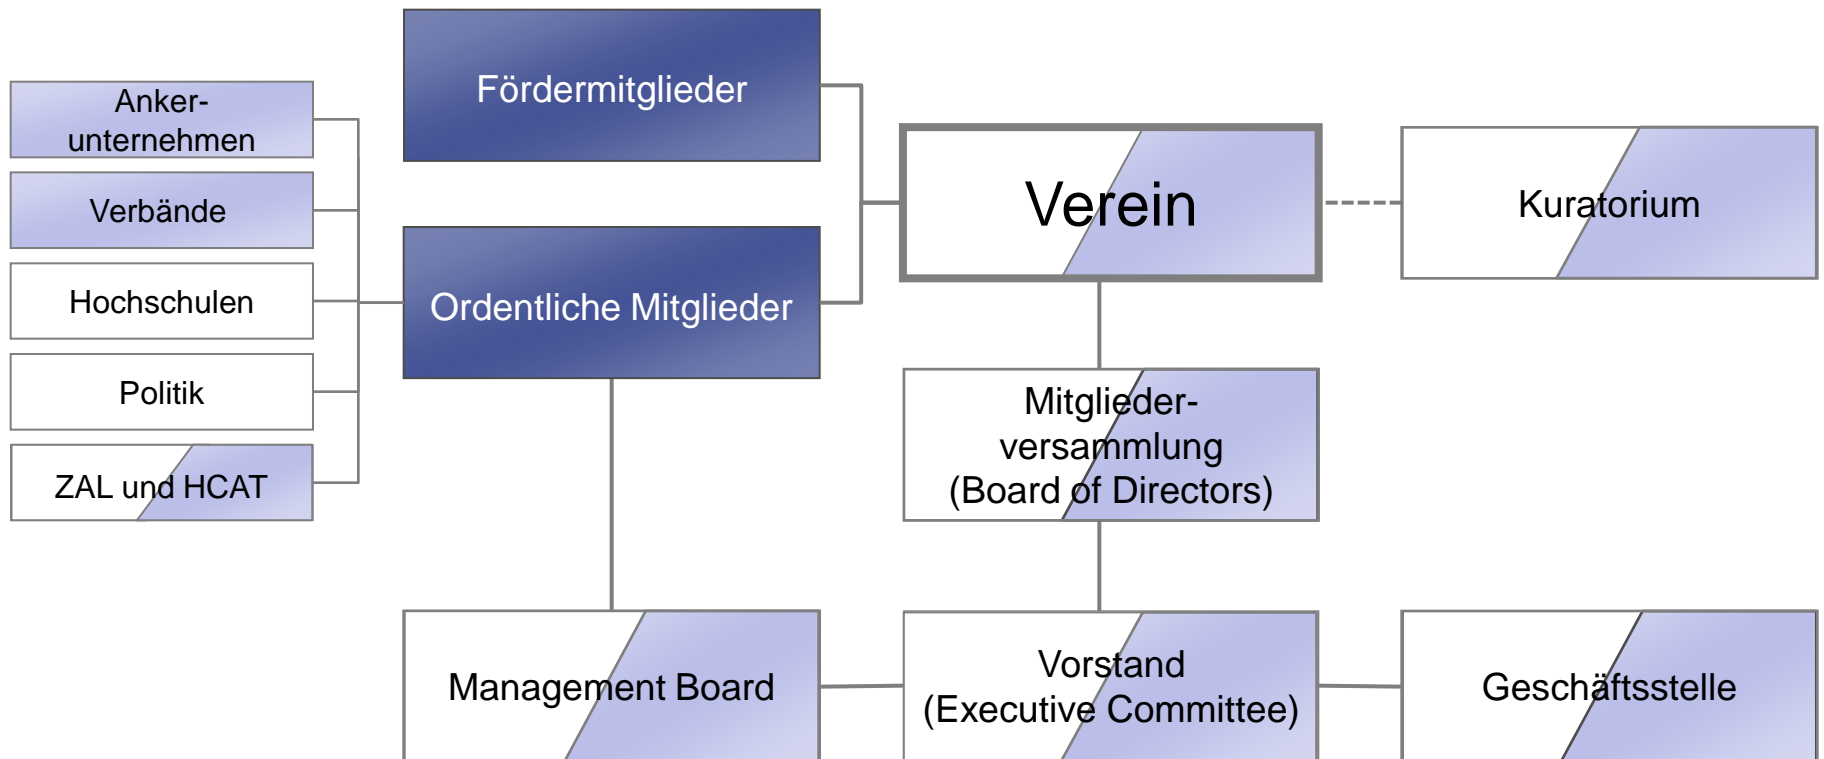 Fördermitglieder
Anker-
unternehmen
Verbände
Hochschulen
Politik
ZAL und HCAT
Ordentliche Mitglieder
Verein
Kuratorium
Mitglieder-
versammlung
(Board of Directors)
Management Board
Vorstand
(Executive Committee)
Geschäftsstelle